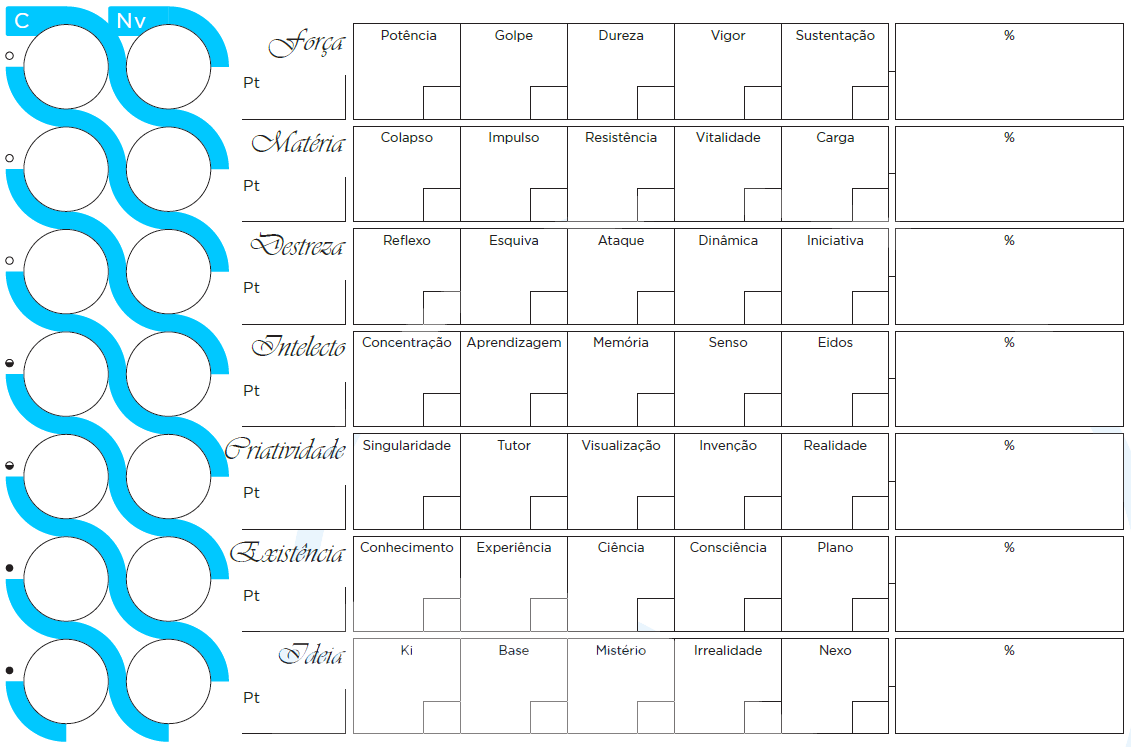 C Nv
Força Potência Golpe Dureza Vigor Sustentação %
Pt
Matéria Colapso Impulso Resistência Vitalidade Carga %
Pt
Destreza Reflexo Esquiva Ataque Dinâmica Iniciativa %
Pt
Intelecto Concentração Aprendizagem Memória Senso Eidos %
Pt
Criatividade Singularidade Tutor Visualização Invenção Realidade %
Pt
Existência Conhecimento Experiência Ciência Consciência Plano %
Pt
Ideia Ki Base Mistério Irrealidade Nexo %
Pt